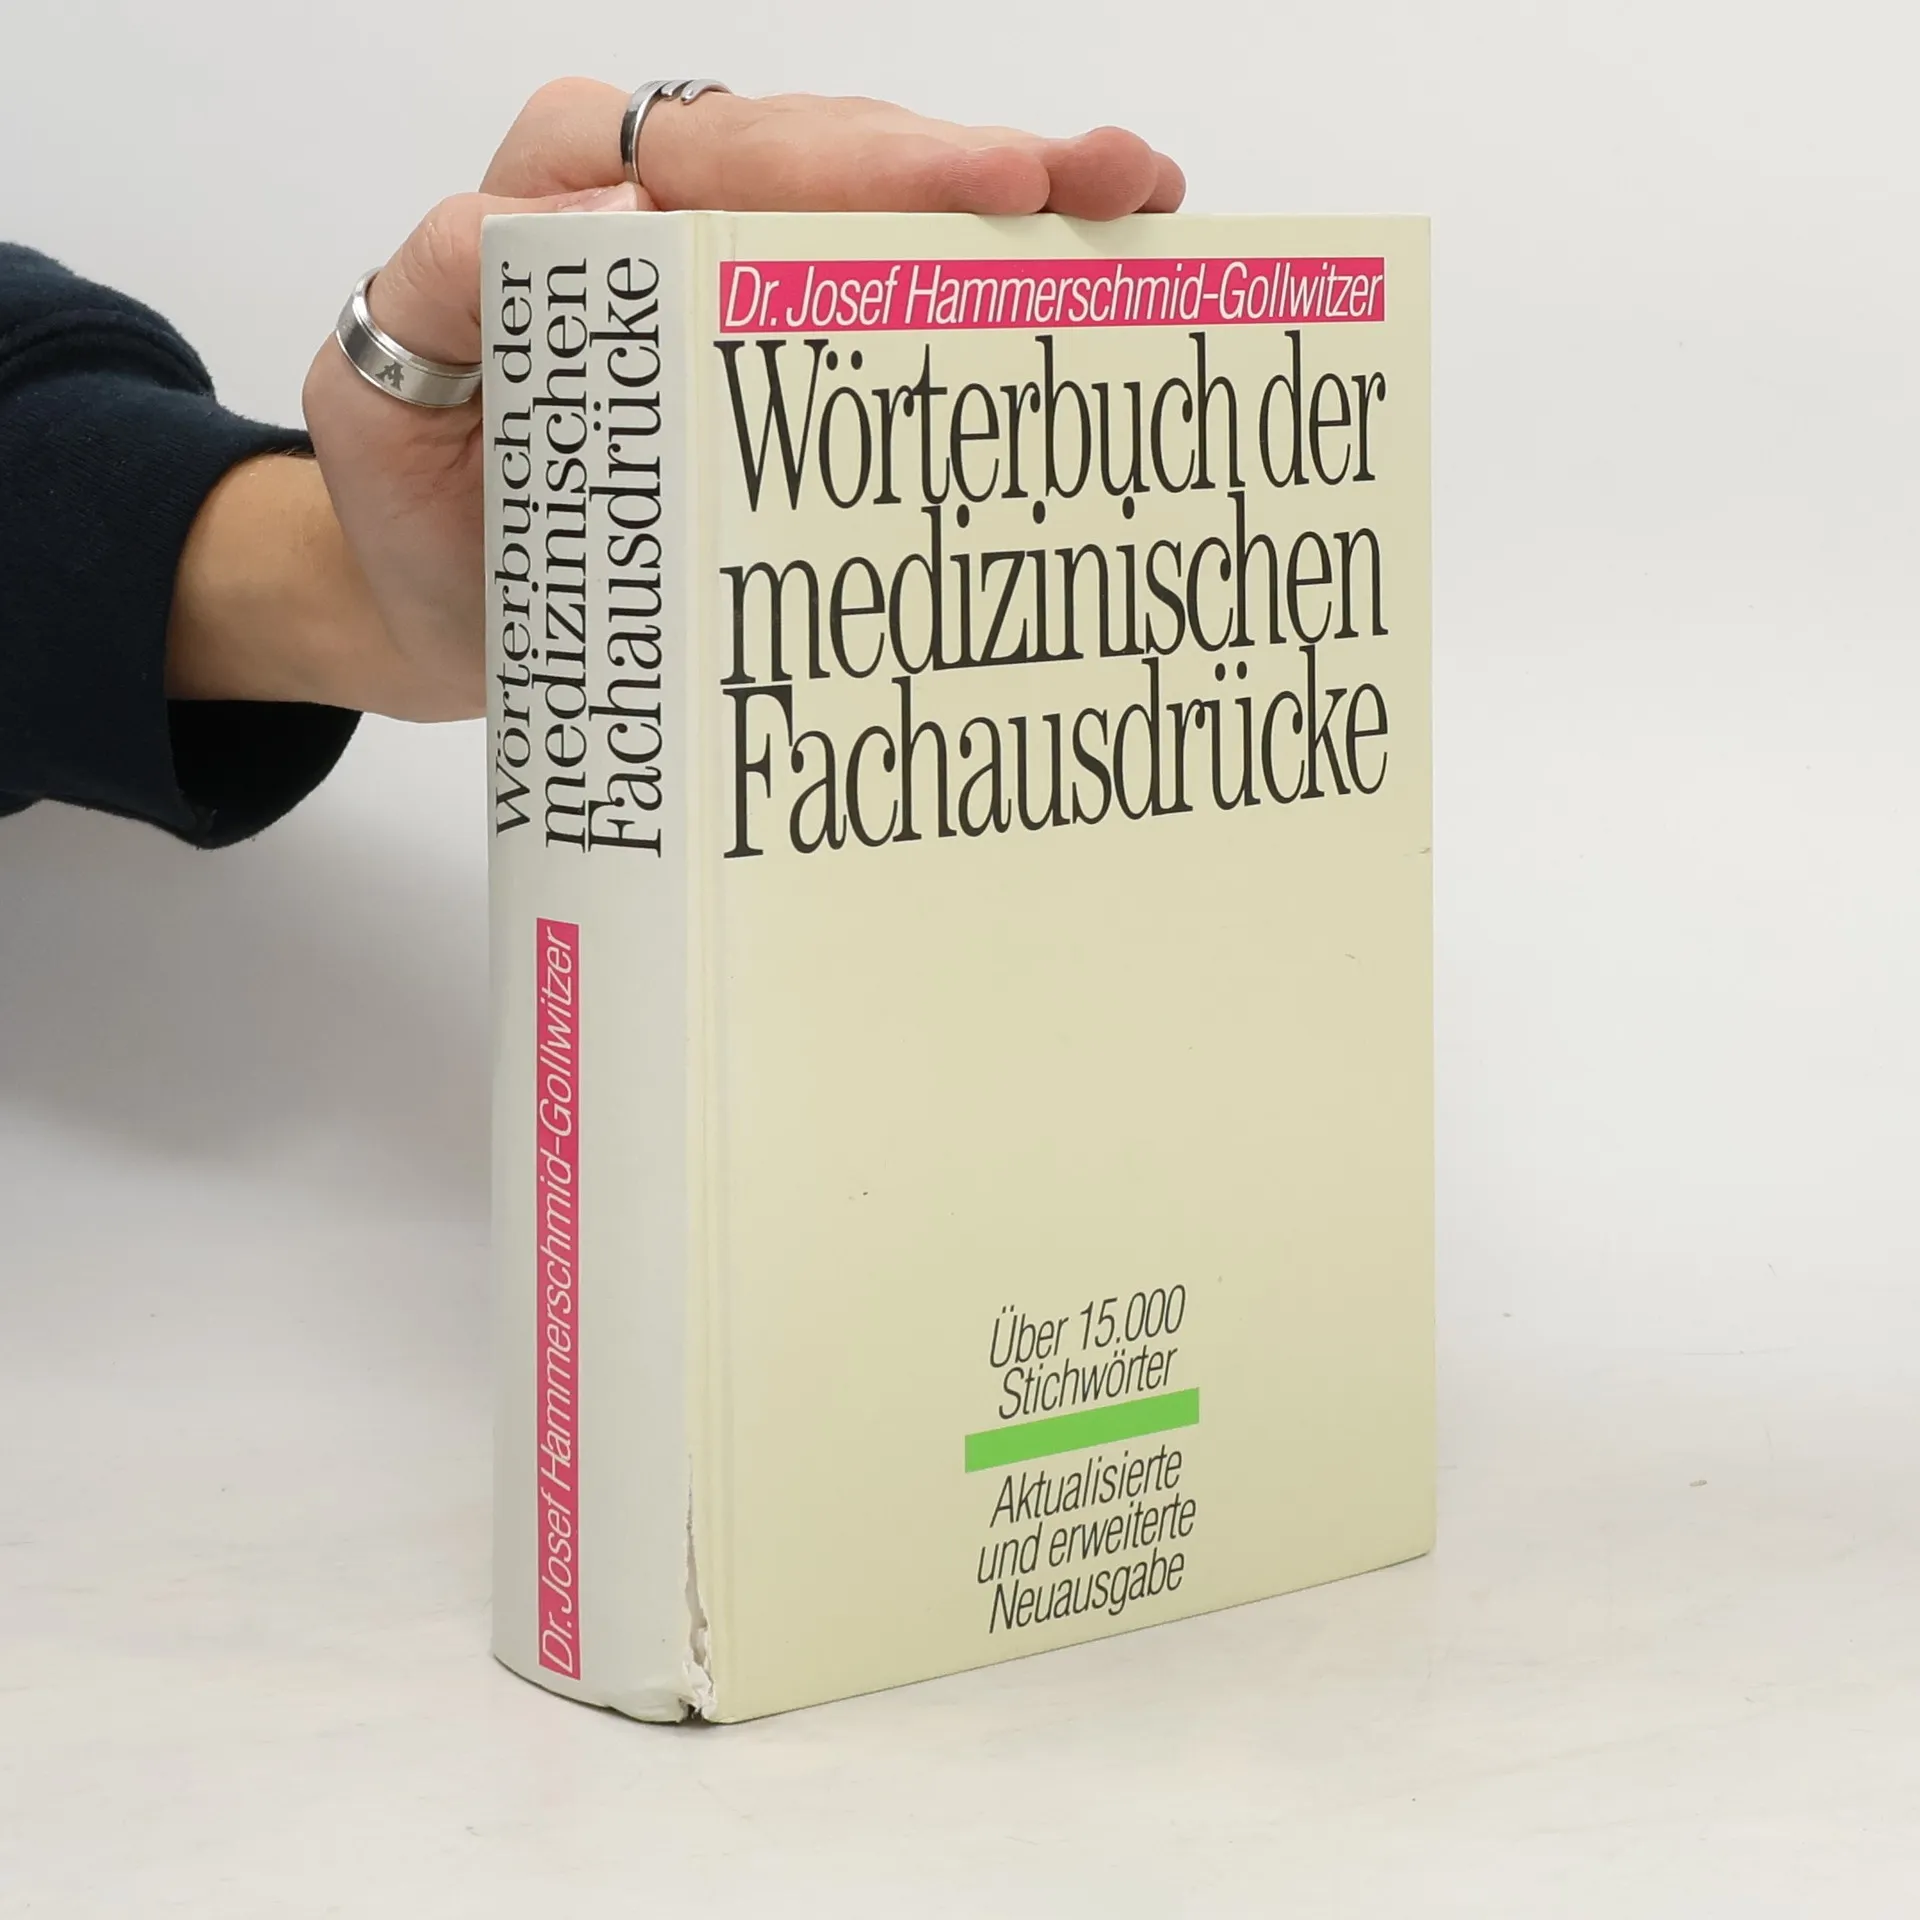 Wörterbuch der
medizinischen
Fachausdrücke
Dr. Josef Hammerschmid-Gollwitzer
Dr. Josef Hammerschmid-Gollwitzer
Wörterbuch der
medizinischen
Fachausdrücke
Über 15.000
Stichwörter
Aktualisierte
und erweiterte
Neuausgabe
A